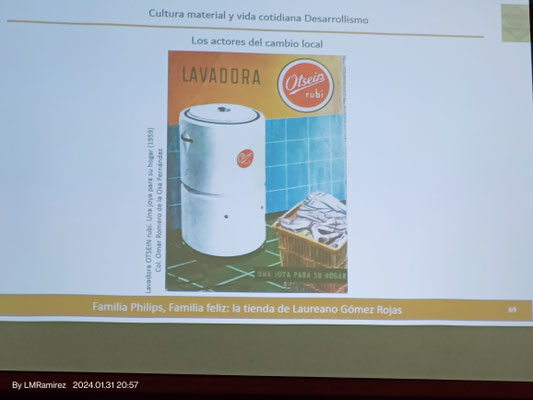 Cultura material y vida cotidiana Desarrollismo
Los actores del cambio local
LAVADORA
Otsein
rubi
Otsein
UNA JOYA PARA SU HOGAR
Lavadora OTSEIN rubí. Una joya para su hogar (1959)
Col. Omar Romero de la Osa Fernández
Familia Philips, Familia feliz: la tienda de Laureano Gómez Rojas
69
By LMRamirez 2024.01.31 20:57